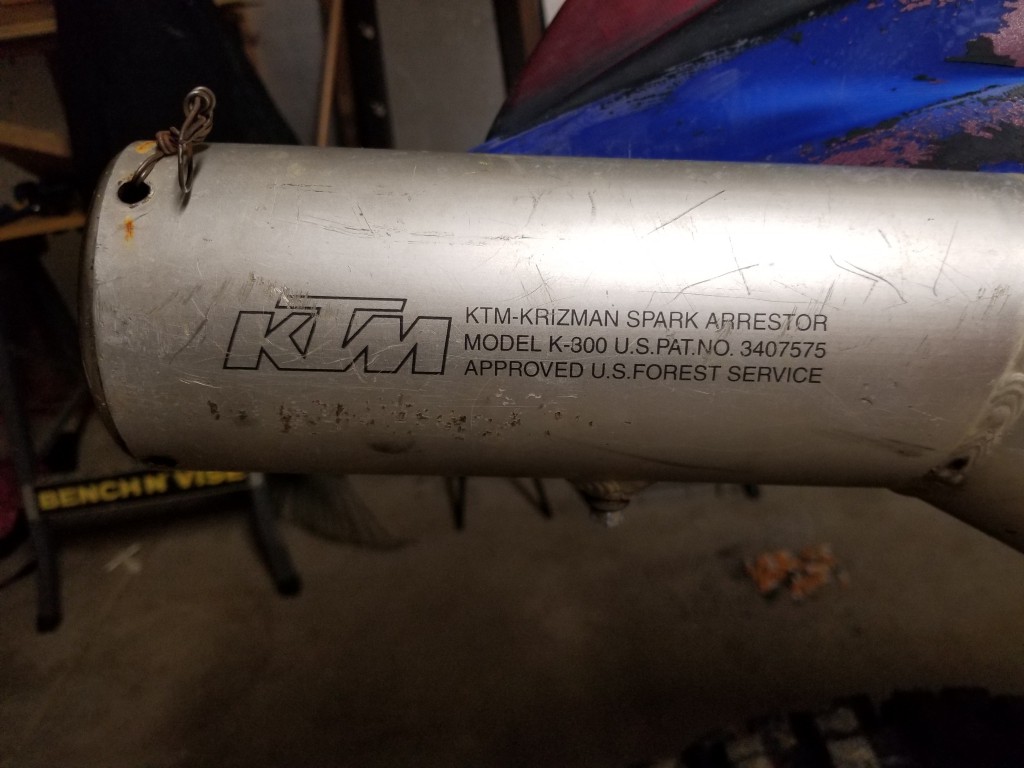 KTM
KTM-KRIZMAN SPARK ARRESTOR
MODEL K-300 U.S.PAT.NO. 3407575
APPROVED U.S.FOREST SERVICE
BENCH N' VISE